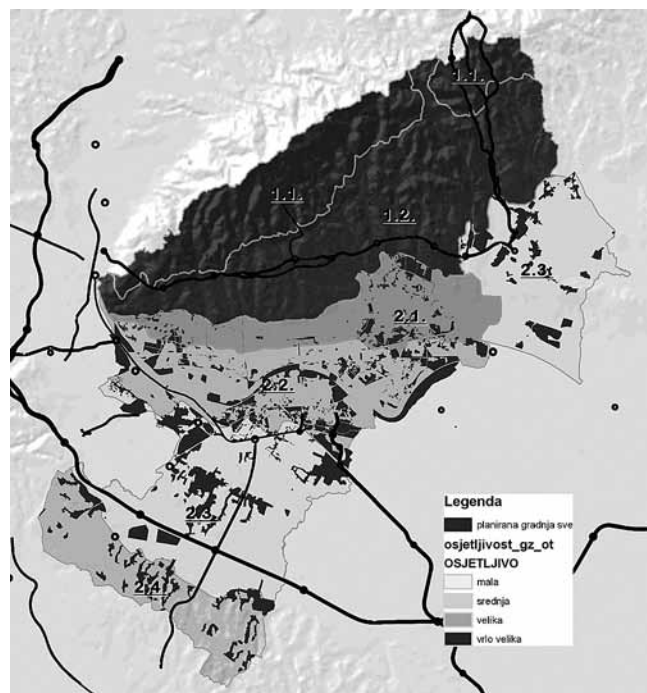 1.1.
1.1.
1.2.
2.3.
2.1.
2.2.
2.3.
2.4.
Legenda
planirana gradnja sve
osjetljivost_gz_ot
OSJETLJIVO
mala
srednja
velika
vrlo velika